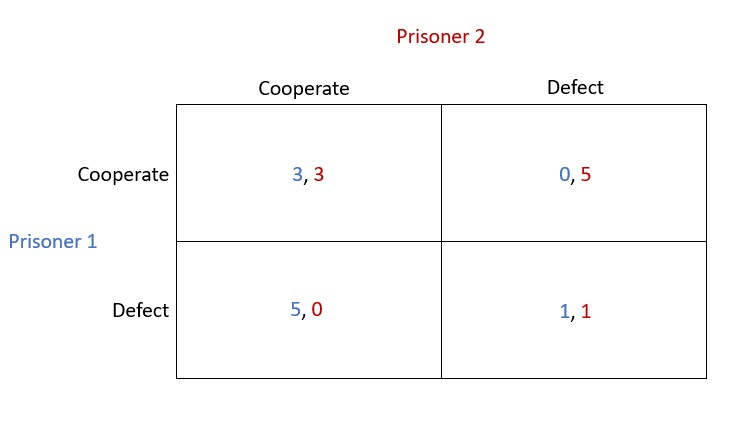 Prisoner 2
Cooperate Defect
Cooperate 3, 3 0, 5
Prisoner 1
Defect 5, 0 1, 1